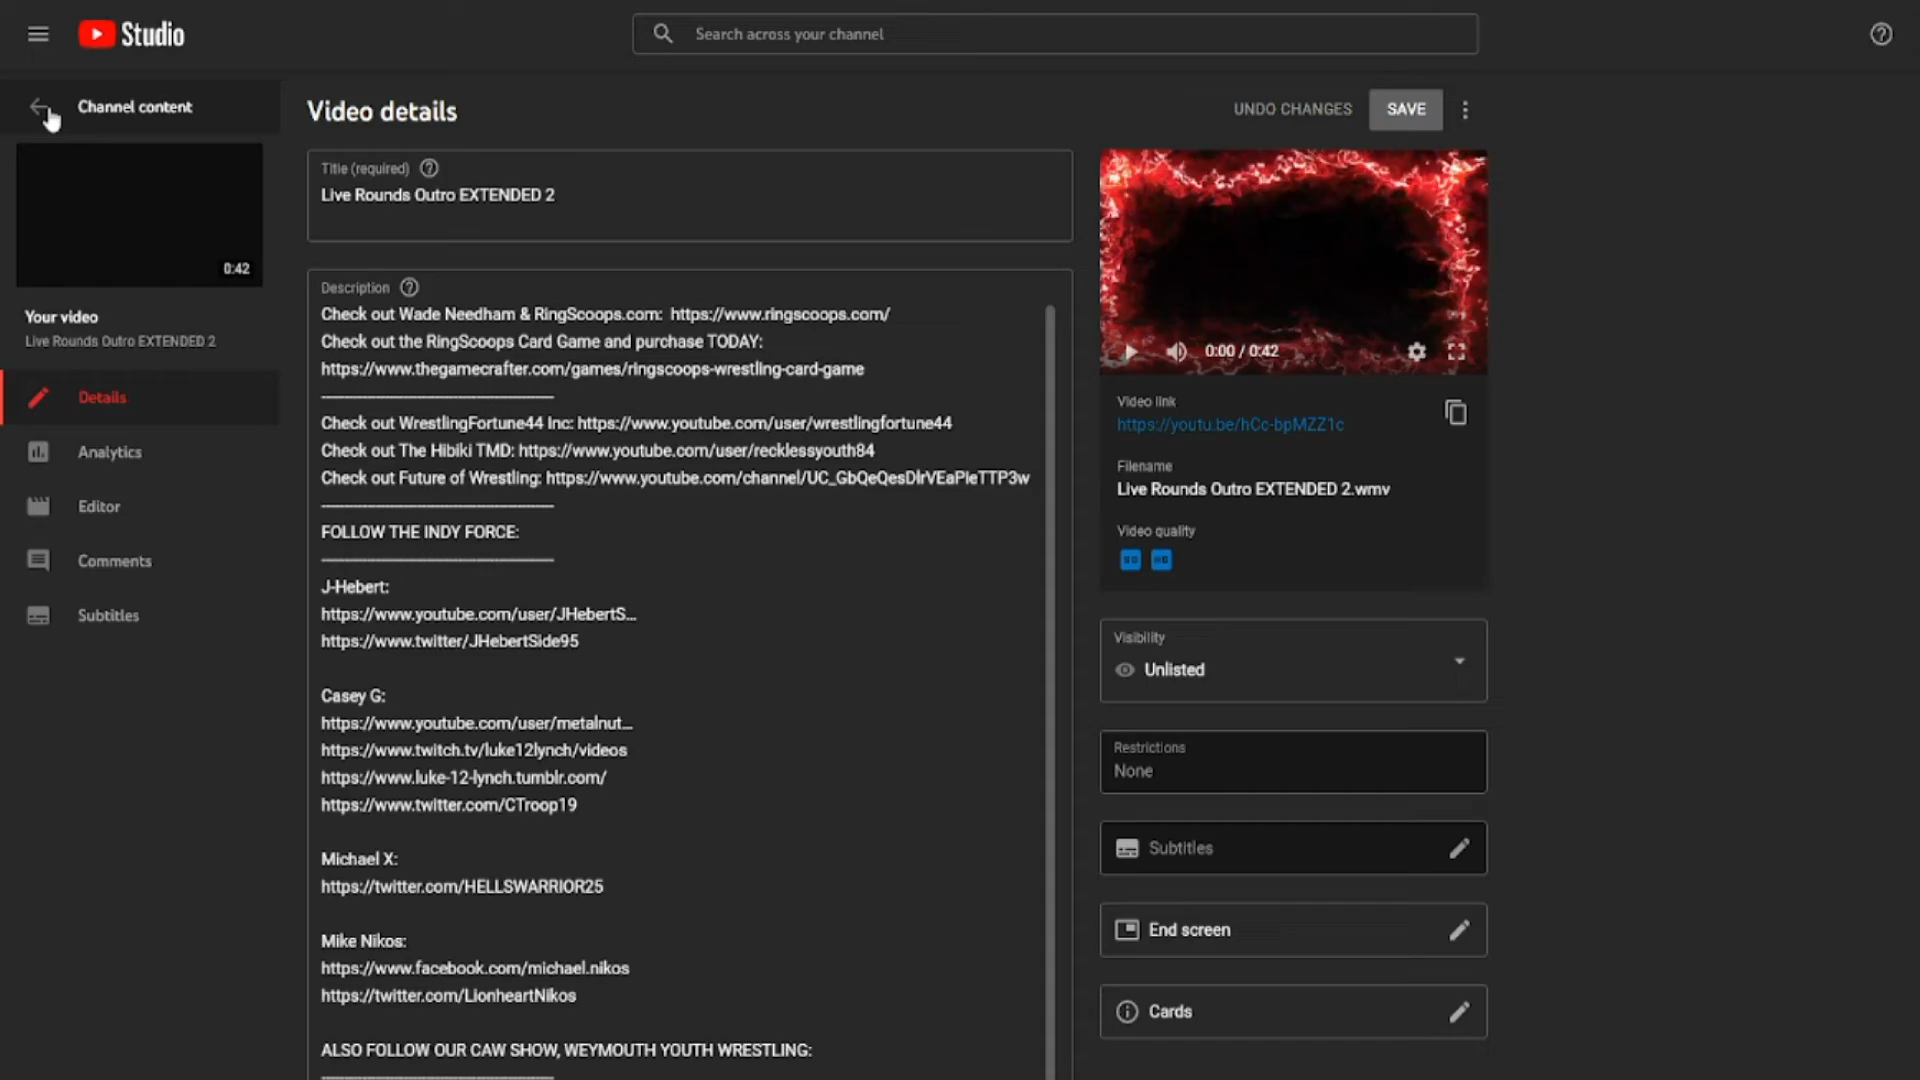 Studio
Search across your channel
Channel content
0:42
Your video
Live Rounds Outro EXTENDED 2
Details
Analytics
Editor
Comments
Subtitles
Video details
UNDO CHANGES
SAVE
Title (required)
Live Rounds Outro EXTENDED 2
Description
Check out Wade Needham & RingScoops.com: https://www.ringscoops.com/
Check out the RingScoops Card Game and purchase TODAY:
https://www.thegamecrafter.com/games/ringscoops-wrestling-card-game
Check out WrestlingFortune44 Inc: https://www.youtube.com/user/wrestlingfortune44
Check out The Hibiki TMD: https://www.youtube.com/user/recklessyouth84
Check out Future of Wrestling: https://www.youtube.com/channel/UC_GbQeQesDlrVEaPleTTP3w
FOLLOW THE INDY FORCE:
J-Hebert:
https://www.youtube.com/user/JHebertS...
https://www.twitter/JHebertSide95
Casey G:
https://www.youtube.com/user/metalnut...
https://www.twitch.tv/luke12lynch/videos
https://www.luke-12-lynch.tumblr.com/
https://www.twitter.com/CTroop19
Michael X:
https://twitter.com/HELLSWARRIOR25
Mike Nikos:
https://www.facebook.com/michael.nikos
https://twitter.com/LionheartNikos
ALSO FOLLOW OUR CAW SHOW, WEYMOUTH YOUTH WRESTLING:
0:00 / 0:42
Video link
https://youtu.be/hCc-bpMZZ1c
Filename
Live Rounds Outro EXTENDED 2.wmv
Video quality
SD HD
Visibility
Unlisted
Restrictions
None
Subtitles
End screen
Cards